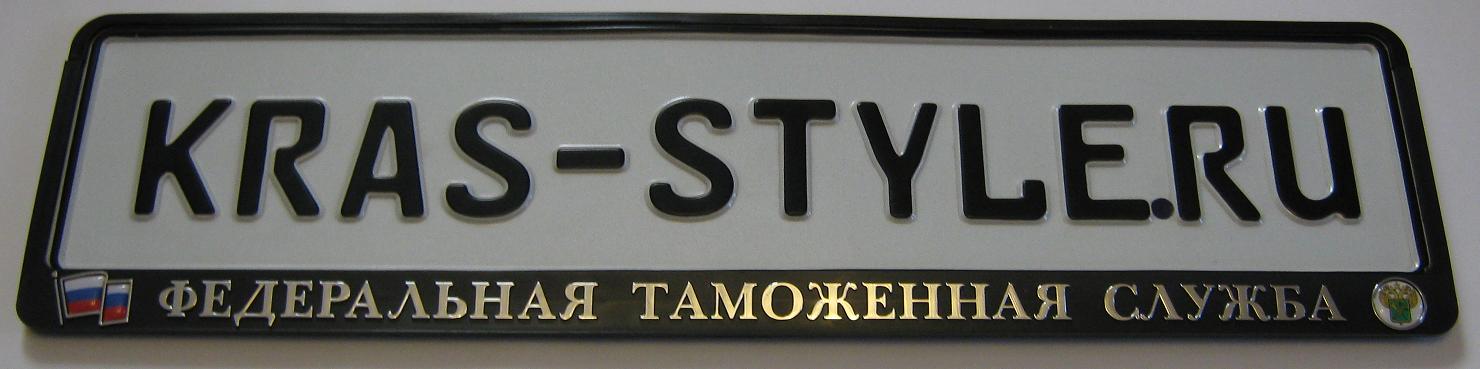 KRAS-STYLE.RU
ФЕДЕРАЛЬНАЯ ТАМОЖЕННАЯ СЛУЖБА